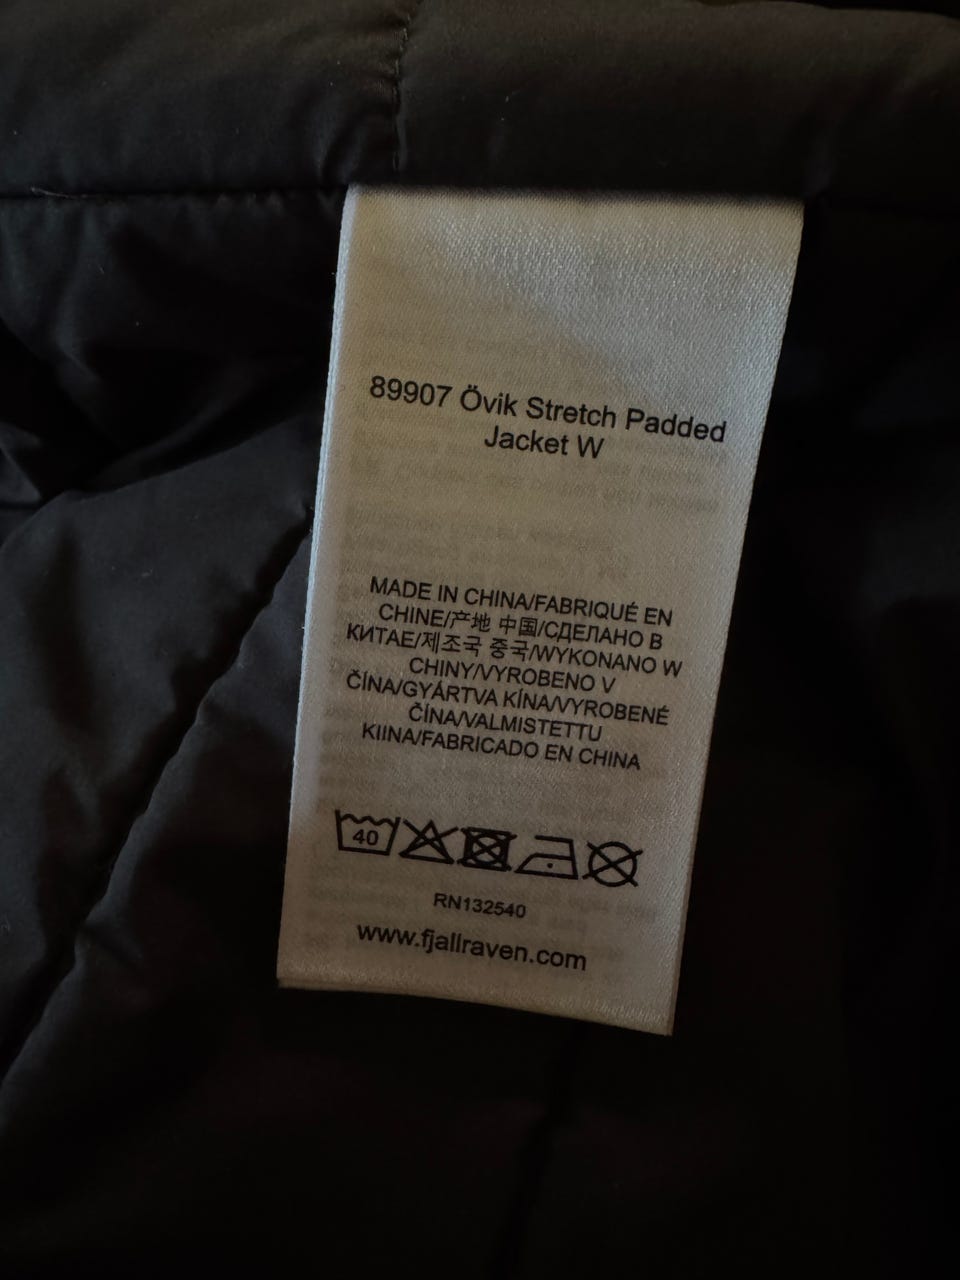 89907 Övik Stretch Padded
Jacket W
MADE IN CHINA/FABRIQUÉ EN
CHINE/产地 中国/СДЕЛАНО В
КИТАЕ/제조국 중국/WYKONANO W
CHINY/VYROBENO V
ČÍNA/GYÁRTVA KÍNA/VYROBENÉ
ČÍNA/VALMISTETTU
KIINA/FABRICADO EN CHINA
40
RN132540
www.fjallraven.com